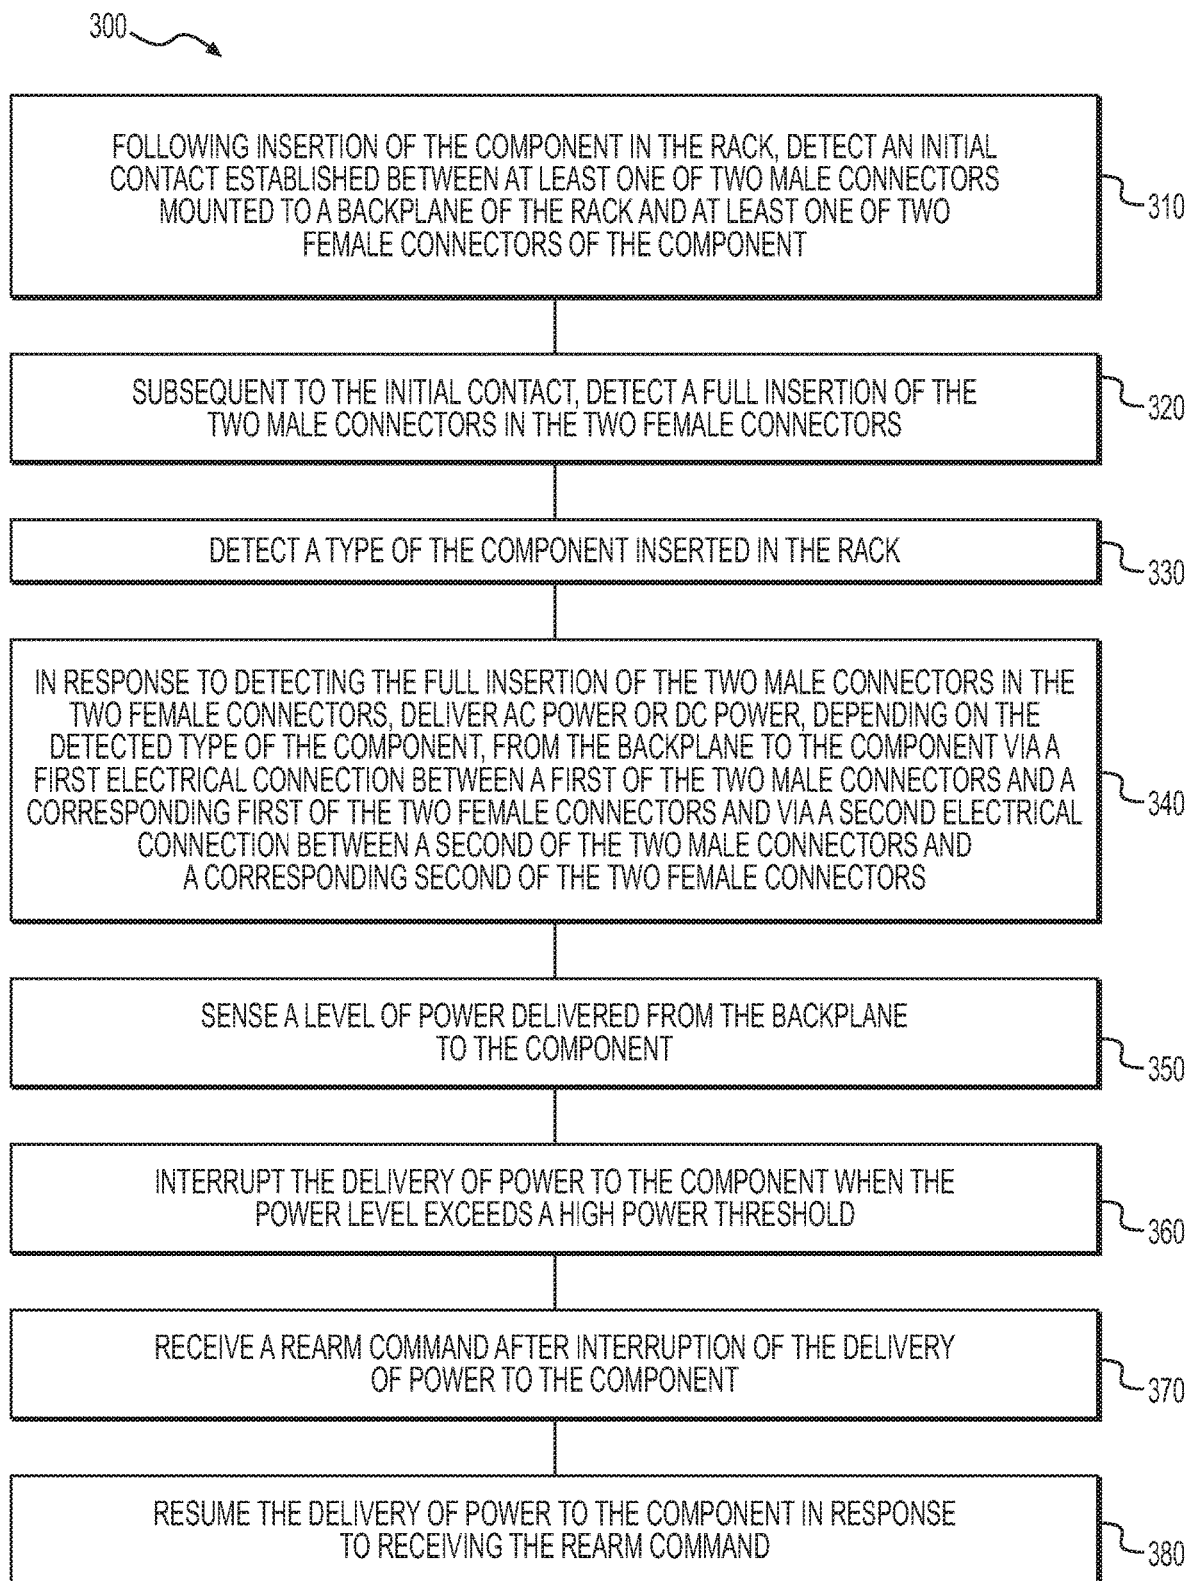 300
FOLLOWING INSERTION OF THE COMPONENT IN THE RACK, DETECT AN INITIAL
CONTACT ESTABLISHED BETWEEN AT LEAST ONE OF TWO MALE CONNECTORS
MOUNTED TO A BACKPLANE OF THE RACK AND AT LEAST ONE OF TWO
FEMALE CONNECTORS OF THE COMPONENT
310
SUBSEQUENT TO THE INITIAL CONTACT, DETECT A FULL INSERTION OF THE
TWO MALE CONNECTORS IN THE TWO FEMALE CONNECTORS
320
DETECT A TYPE OF THE COMPONENT INSERTED IN THE RACK
330
IN RESPONSE TO DETECTING THE FULL INSERTION OF THE TWO MALE CONNECTORS IN THE
TWO FEMALE CONNECTORS, DELIVER AC POWER OR DC POWER, DEPENDING ON THE
DETECTED TYPE OF THE COMPONENT, FROM THE BACKPLANE TO THE COMPONENT VIA A
FIRST ELECTRICAL CONNECTION BETWEEN A FIRST OF THE TWO MALE CONNECTORS AND A
CORRESPONDING FIRST OF THE TWO FEMALE CONNECTORS AND VIA A SECOND ELECTRICAL
CONNECTION BETWEEN A SECOND OF THE TWO MALE CONNECTORS AND
A CORRESPONDING SECOND OF THE TWO FEMALE CONNECTORS
340
SENSE A LEVEL OF POWER DELIVERED FROM THE BACKPLANE
TO THE COMPONENT
350
INTERRUPT THE DELIVERY OF POWER TO THE COMPONENT WHEN THE
POWER LEVEL EXCEEDS A HIGH POWER THRESHOLD
360
RECEIVE A REARM COMMAND AFTER INTERRUPTION OF THE DELIVERY
OF POWER TO THE COMPONENT
370
RESUME THE DELIVERY OF POWER TO THE COMPONENT IN RESPONSE
TO RECEIVING THE REARM COMMAND
380